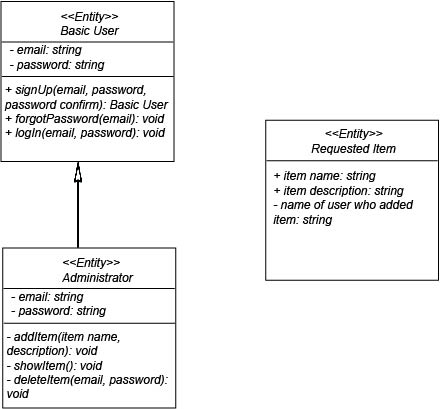 <<Entity>>
Basic User
- email: string
- password: string
+ signUp(email, password,
password confirm): Basic User
+ forgotPassword(email): void
+ logIn(email, password): void
<<Entity>>
Requested Item
+ item name: string
+ item description: string
- name of user who added
item: string
<<Entity>>
Administrator
- email: string
- password: string
- addItem(item name,
description): void
- showItem(): void
- deleteItem(email, password):
void